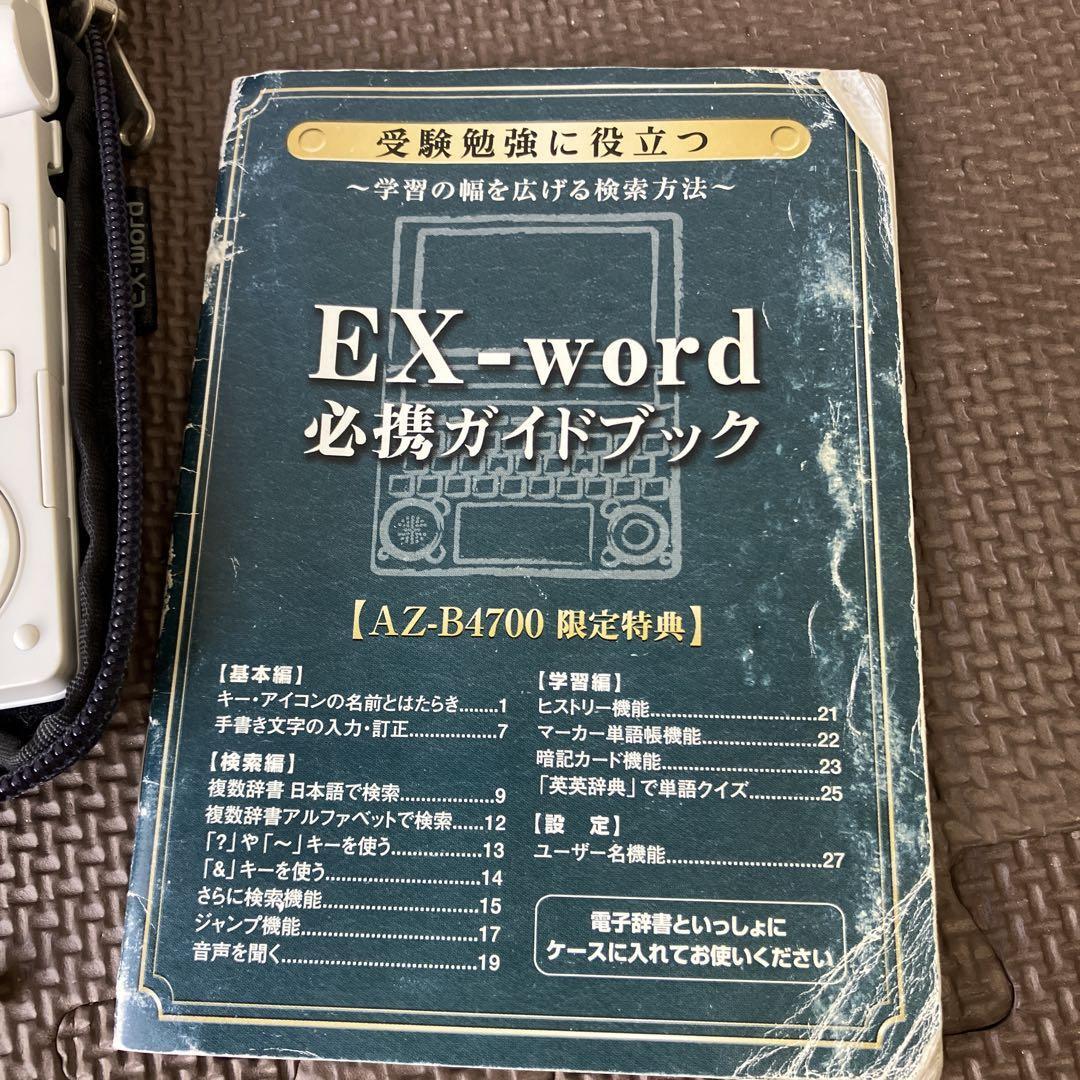 受験勉強に役立つ
～学習の幅を広げる検索方法～
EX-word
必携ガイドブック
【AZ-B4700 限定特典】
【基本編】
キー・アイコンの名前とはたらき........1
手書き文字の入力・訂正................7
【検索編】
複数辞書 日本語で検索................9
複数辞書アルファベットで検索......12
「?」や「～」キーを使う..................13
「&」キーを使う..............................14
さらに検索機能..............................15
ジャンプ機能..................................17
音声を聞く......................................19
【学習編】
ヒストリー機能................................21
マーカー単語帳機能......................22
暗記カード機能..............................23
「英英辞典」で単語クイズ..............25
【設　定】
ユーザー名機能..............................27
電子辞書といっしょに
ケースに入れてお使いください
EX-word